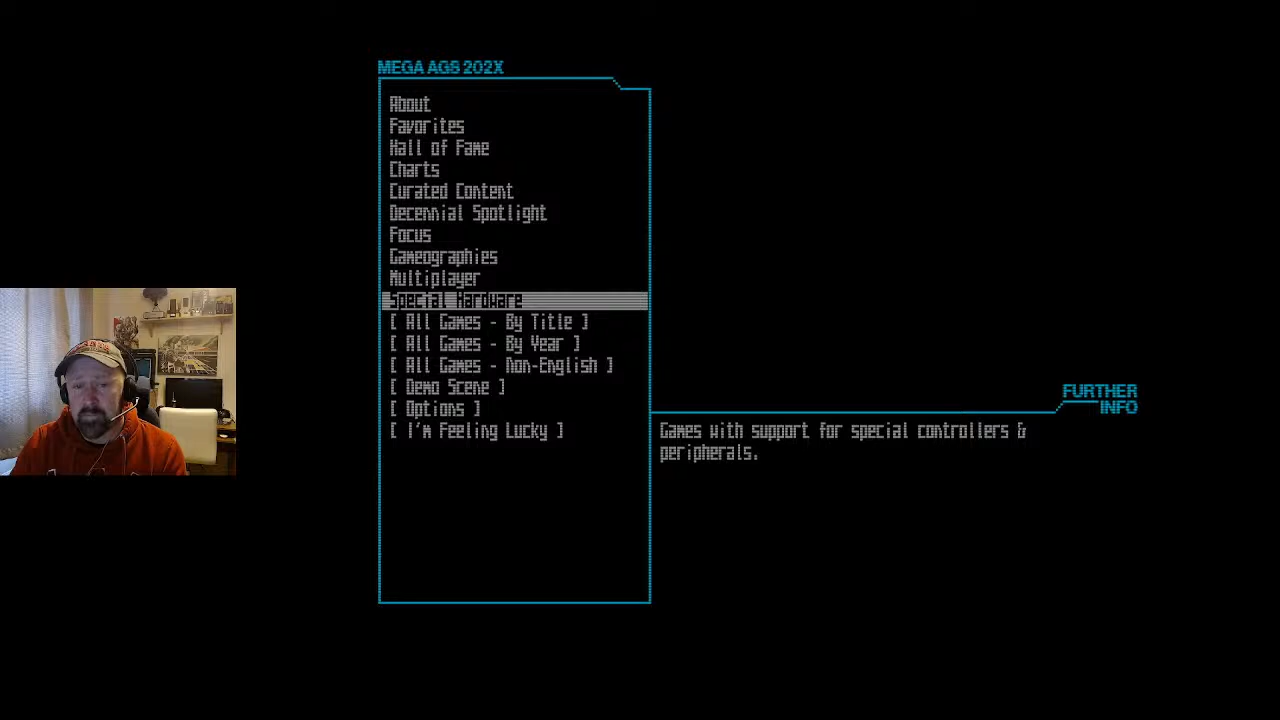 MEGA AGS 202X
About
Favorites
Hall of Fame
Charts
Curated Content
Decennial Spotlight
Focus
Gameographies
Multiplayer
Special Hardware
[ All Games - By Title ]
[ All Games - By Year ]
[ All Games - Non-English ]
[ Demo Scene ]
[ Options ]
[ I'm Feeling Lucky ]
FURTHER
INFO
Games with support for special controllers &
peripherals.